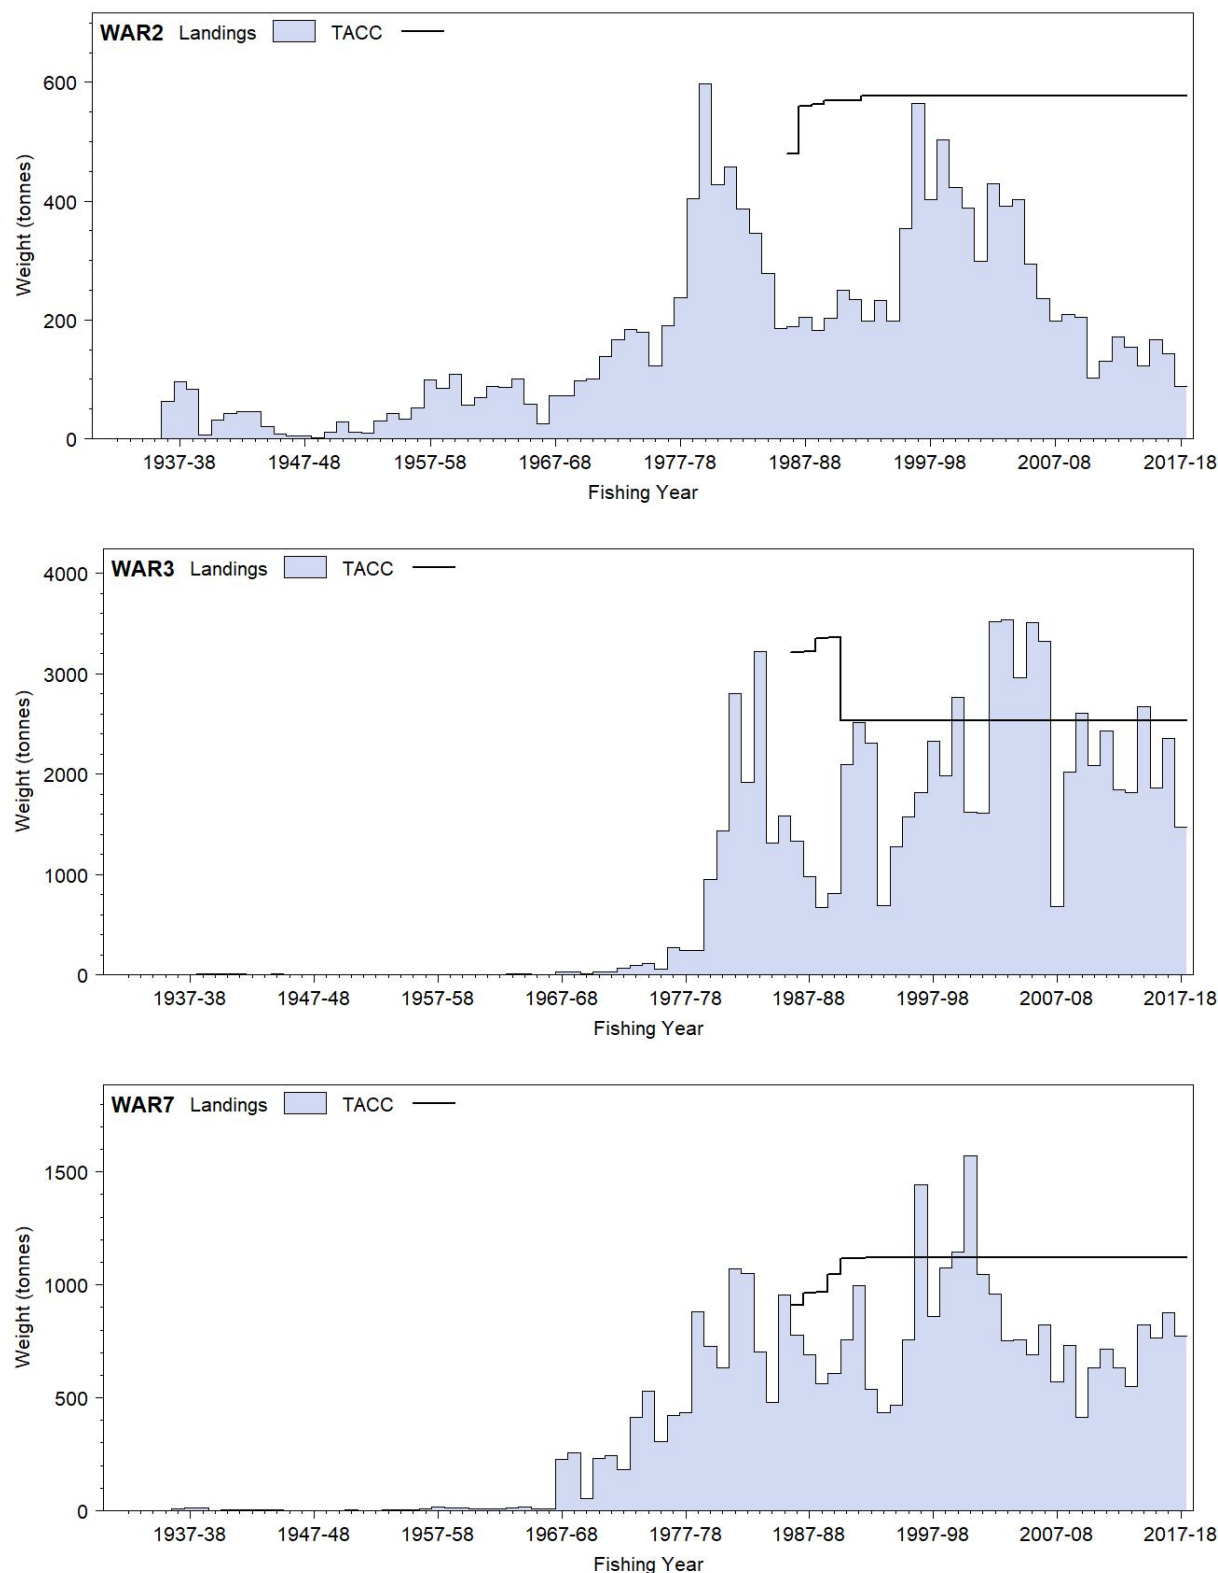 WAR2 Landings TACC
600
400
200
0
Weight (tonnes)
1937-38 1947-48 1957-58 1967-68 1977-78 1987-88 1997-98 2007-08 2017-18
Fishing Year
WAR3 Landings TACC
4000
3000
2000
1000
0
Weight (tonnes)
1937-38 1947-48 1957-58 1967-68 1977-78 1987-88 1997-98 2007-08 2017-18
Fishing Year
WAR7 Landings TACC
1500
1000
500
0
Weight (tonnes)
1937-38 1947-48 1957-58 1967-68 1977-78 1987-88 1997-98 2007-08 2017-18
Fishing Year